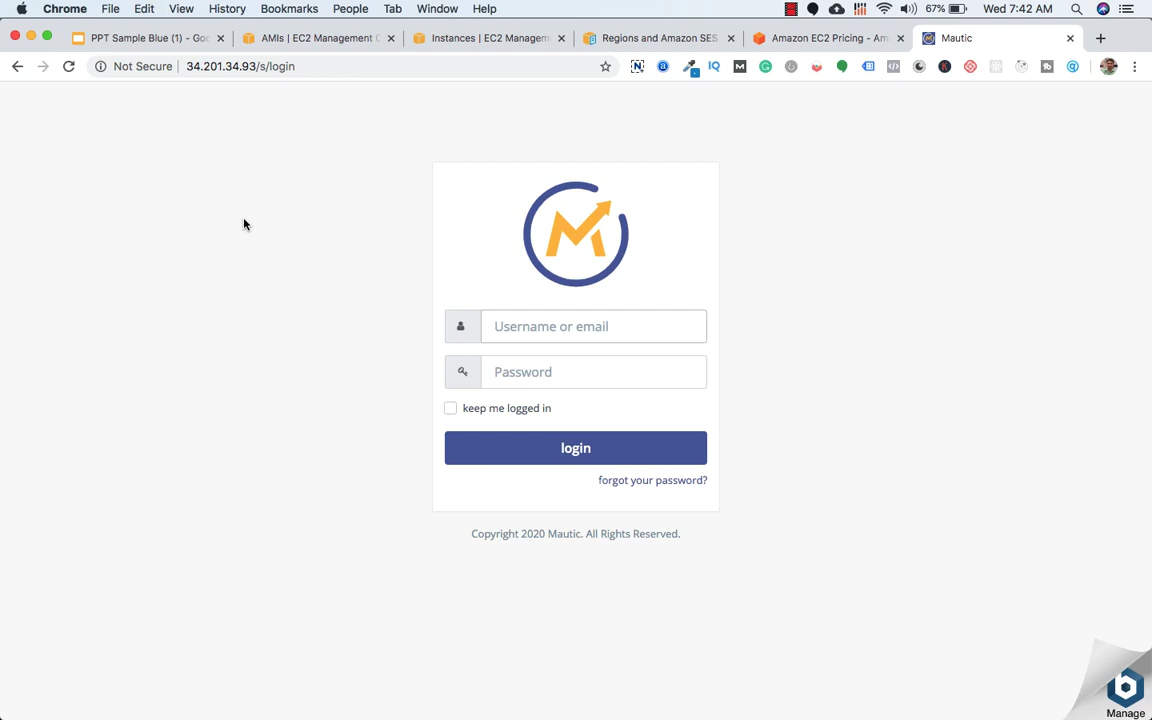 Chrome File Edit View History Bookmarks People Tab Window Help 67% Wed 7:42 AM
PPT Sample Blue (1) - Goo AMIs | EC2 Management C Instances | EC2 Managem Regions and Amazon SES Amazon EC2 Pricing - Am Mautic
Not Secure 34.201.34.93/s/login
Username or email
Password
keep me logged in
login
forgot your password?
Copyright 2020 Mautic. All Rights Reserved.
Manage